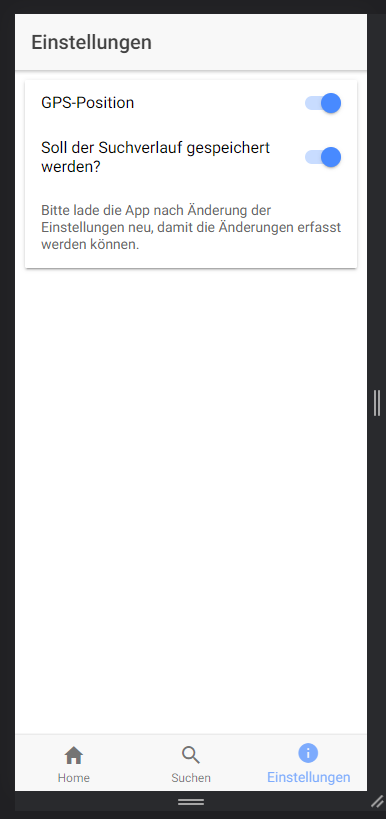 Einstellungen
GPS-Position
Soll der Suchverlauf gespeichert
werden?
Bitte lade die App nach Änderung der
Einstellungen neu, damit die Änderungen erfasst
werden können.
Home
Suchen
Einstellungen